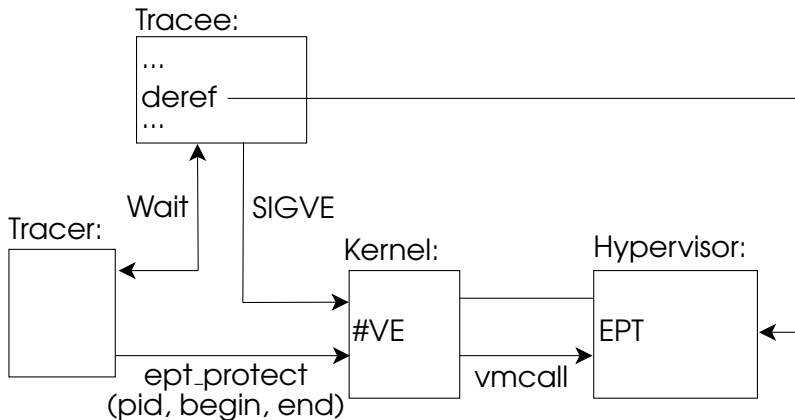 Tracee:
...
deref
...
Wait
SIGVE
Tracer:
Kernel:
Hypervisor:
#VE
EPT
ept_protect
(pid, begin, end)
vmcall